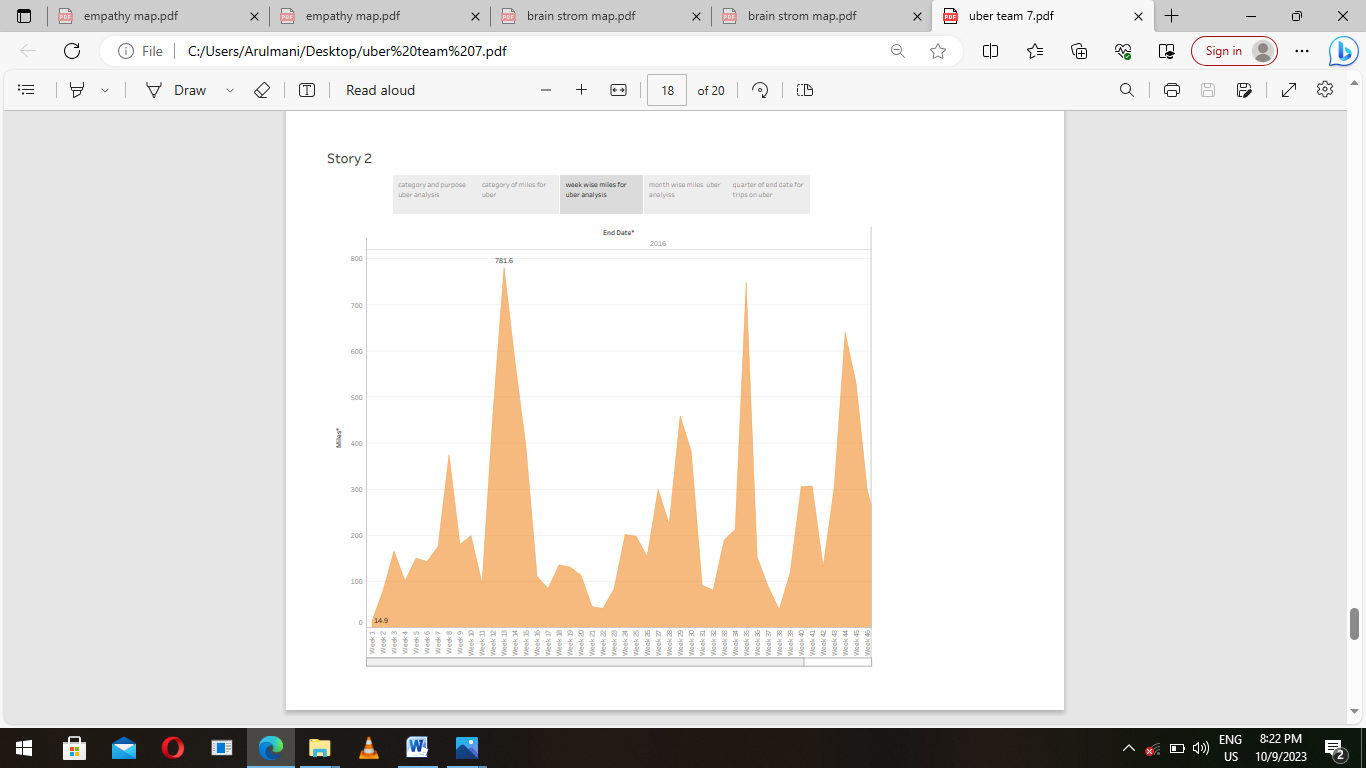 empathy map.pdf
empathy map.pdf
brain strom map.pdf
brain strom map.pdf
uber team 7.pdf
File
C:/Users/Arulmani/Desktop/uber%20team%207.pdf
Sign in
Draw
Read aloud
18
of 20
Story 2
category and purpose
uber analysis
category of miles for
uber
week wise miles for
uber analysis
month wise miles uber
analyiss
quarter of end date for
trips on uber
End Date*
2016
800
700
600
500
400
300
200
100
0
Miles*
781.6
14.9
Week 1
Week 2
Week 3
Week 4
Week 5
Week 6
Week 7
Week 8
Week 9
Week 10
Week 11
Week 12
Week 13
Week 14
Week 15
Week 16
Week 17
Week 18
Week 19
Week 20
Week 21
Week 22
Week 23
Week 24
Week 25
Week 26
Week 27
Week 28
Week 29
Week 30
Week 31
Week 32
Week 33
Week 34
Week 35
Week 36
Week 37
Week 38
Week 39
Week 40
Week 41
Week 42
Week 43
Week 44
Week 45
Week 46
ENG
US
8:22 PM
10/9/2023
2